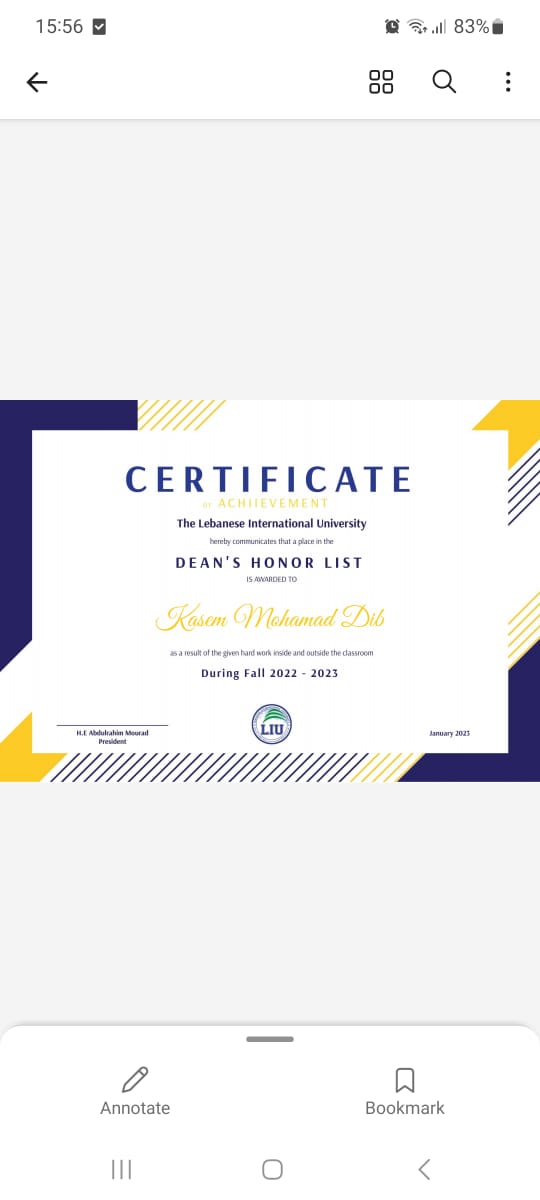 15:56
83%
CERTIFICATE
OF ACHIIEVEMENT
The Lebanese International University
hereby communicates that a place in the
DEAN'S HONOR LIST
IS AWARDED TO
Kasem Mohamad Dib
as a result of the given hard work inside and outside the classroom
During Fall 2022 - 2023
LIU
H.E Abdulrahim Mourad
President
January 2023
Annotate
Bookmark